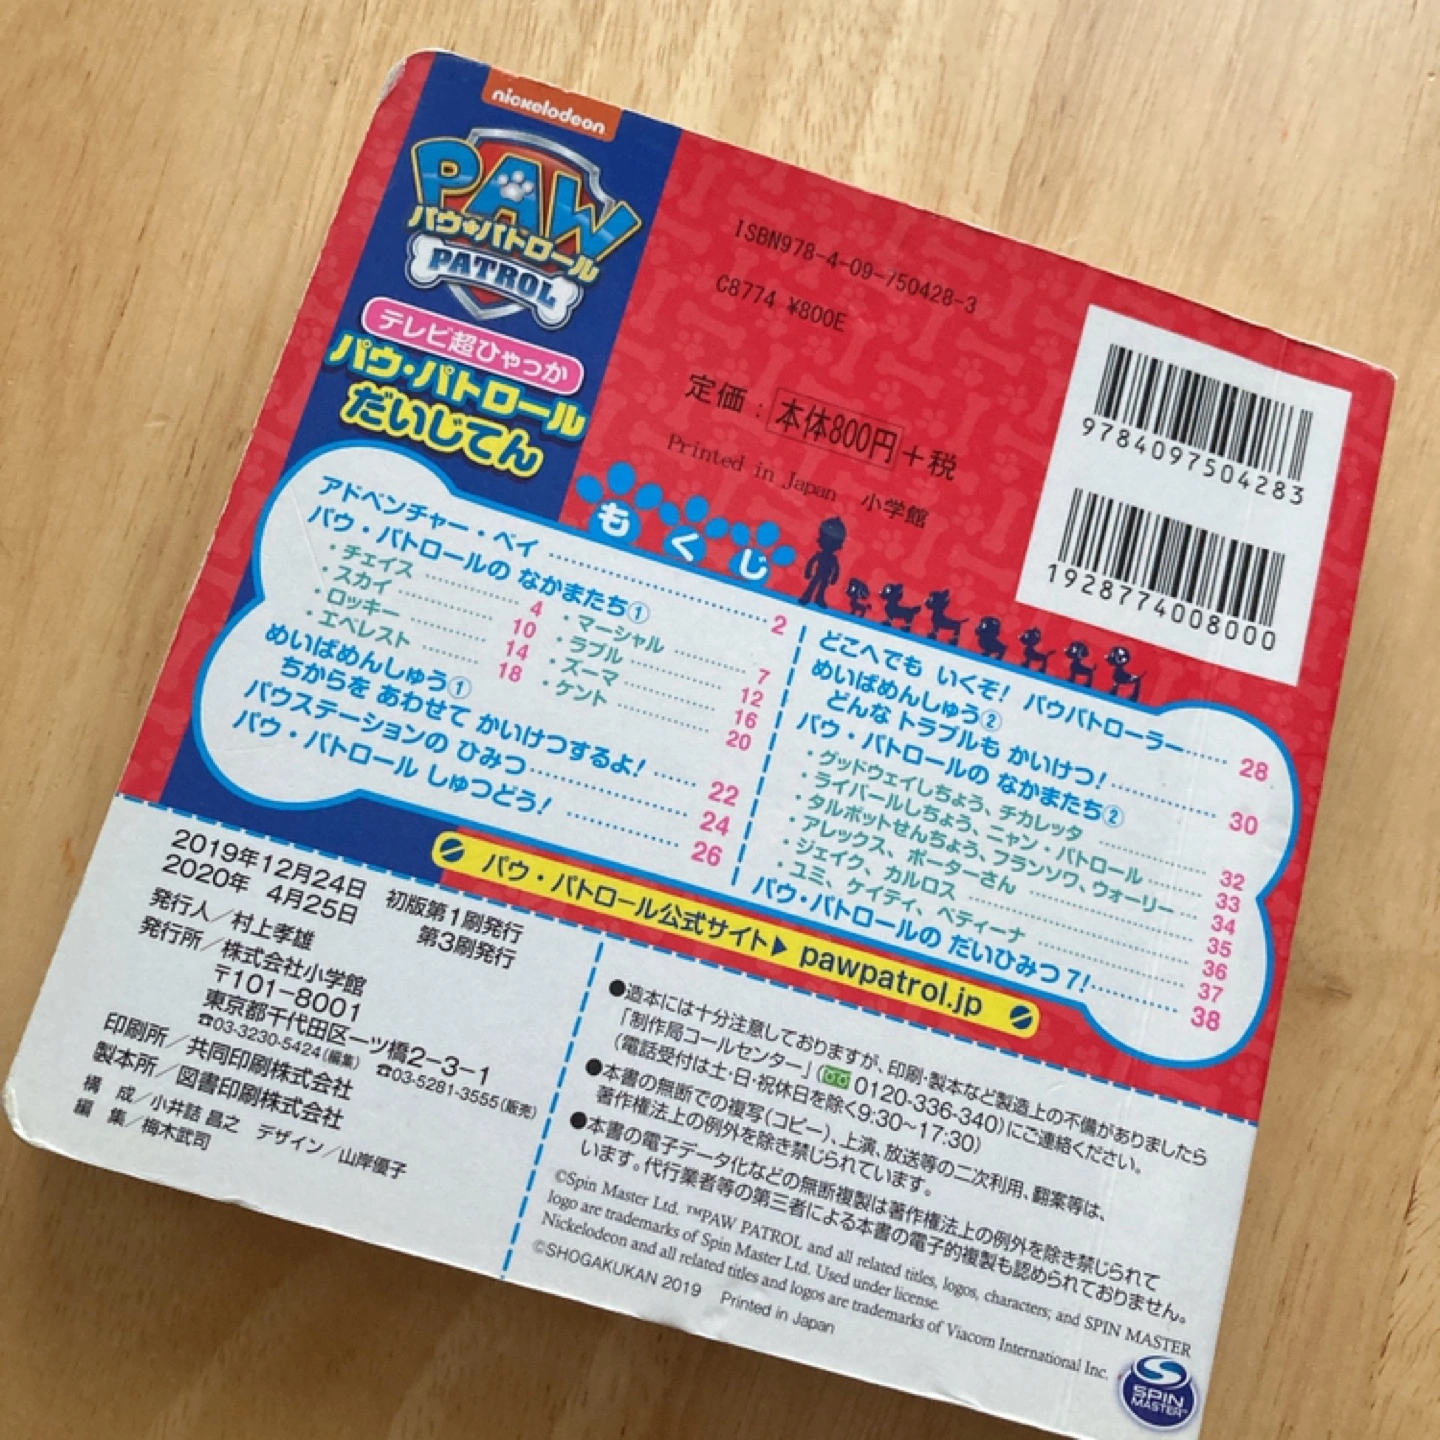 nickelodeon
PAW
パウ・パトロール
PATROL
テレビ超ひゃっか
パウ・パトロール
だいじてん
ISBN978-4-09-750428-3
C8774 ¥800E
定価：本体800円＋税
Printed in Japan 小学館
9784097504283
1928774008000
もくじ
アドベンチャー・ベイ 2
パウ・パトロールの なかまたち①
・チェイス 4
・マーシャル 7
・スカイ 10
・ラブル 12
・ロッキー 14
・ズーマ 16
・エベレスト 18
・ケント 20
めいばめんしゅう①
ちからを あわせて かいけつするよ！ 22
パウステーションの ひみつ 24
パウ・パトロール しゅつどう！ 26
どこへでも いくぞ！ パウパトローラー 28
めいばめんしゅう②
どんな トラブルも かいけつ！ 30
パウ・パトロールの なかまたち②
・グッドウェイしちょう、チカレッタ 32
・ライバールしちょう、ニャン・パトロール 33
・タルボットせんちょう、フランソワ、ウォーリー 34
・アレックス、ポーターさん 35
・ジェイク、カルロス 36
・ユミ、ケイティ、ベティーナ 37
パウ・パトロールの だいひみつ 7！ 38
パウ・パトロール公式サイト▶ pawpatrol.jp
2019年12月24日 初版第1刷発行
2020年 4月25日 第3刷発行
発行人／村上孝雄
発行所／株式会社小学館
〒101-8001
東京都千代田区一ツ橋2-3-1
☎03-3230-5424（編集） ☎03-5281-3555（販売）
印刷所／共同印刷株式会社
製本所／図書印刷株式会社
構 成／小井詰 昌之 デザイン／山岸優子
編 集／梅木武司
●造本には十分注意しておりますが、印刷・製本など製造上の不備がありましたら
「制作局コールセンター」（0120-336-340）にご連絡ください。
（電話受付は土・日・祝休日を除く9:30〜17:30）
●本書の無断での複写（コピー）、上演、放送等の二次利用、翻案等は、
著作権法上の例外を除き禁じられています。
●本書の電子データ化などの無断複製は著作権法上の例外を除き禁じられて
います。代行業者等の第三者による本書の電子的複製も認められておりません。
©Spin Master Ltd. ™PAW PATROL and all related titles, logos, characters; and SPIN MASTER
logo are trademarks of Spin Master Ltd. Used under license.
Nickelodeon and all related titles and logos are trademarks of Viacom International Inc.
©SHOGAKUKAN 2019 Printed in Japan
SPIN
MASTER™